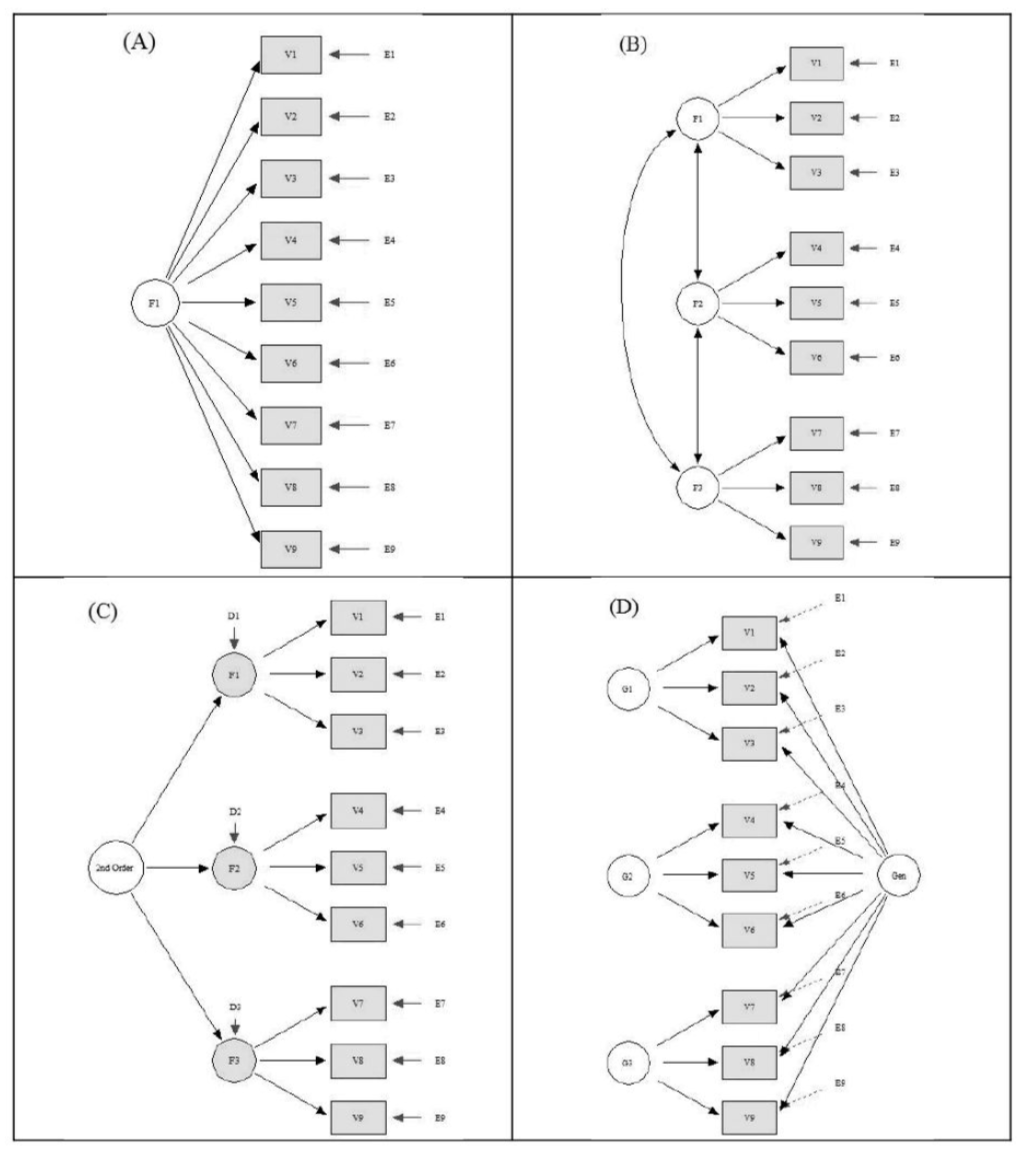 (A)
V1 E1
V2 E2
V3 E3
V4 E4
F1 V5 E5
V6 E6
V7 E7
V8 E8
V9 E9
(B)
V1 E1
F1 V2 E2
V3 E3
V4 E4
F2 V5 E5
V6 E6
V7 E7
F3 V8 E8
V9 E9
(C)
D1 V1 E1
F1 V2 E2
V3 E3
D2 V4 E4
2nd Order F2 V5 E5
V6 E6
D3 V7 E7
F3 V8 E8
V9 E9
(D)
E1
V1
E2
G1 V2
E3
V3
E4
V4
E5
G2 V5 Gen
E6
V6
E7
V7
E8
G3 V8
E9
V9